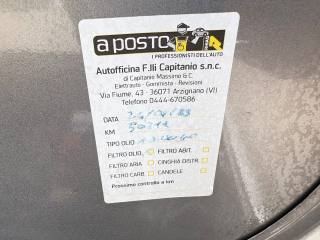 a posto
I PROFESSIONISTI DELL'AUTO
Autofficina F.lli Capitanio s.n.c.
di Capitanio Massimo & C.
Elettrauto - Gommista - Revisioni
Via Fiume, 43 - 36071 Arzignano (VI)
Telefono 0444-670586
DATA
KM
TIPO OLIO
FILTRO OLIO FILTRO ABIT.
FILTRO ARIA CINGHIA DISTR.
FILTRO CARB. CANDELE
Prossimo controllo a km